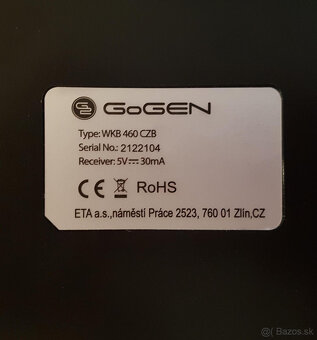 GoGEN
Type: WKB 460 CZB
Serial No.: 2122104
Receiver: 5V⎓30mA
CE RoHS
ETA a.s.,náměstí Práce 2523, 760 01 Zlín,CZ
Bazos.sk